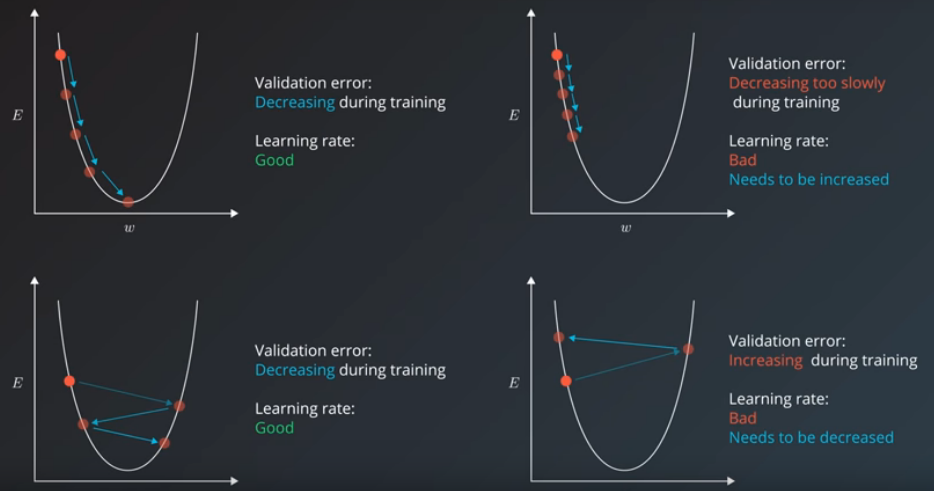 E
w
Validation error:
Decreasing during training
Learning rate:
Good
E
w
Validation error:
Decreasing too slowly
during training
Learning rate:
Bad
Needs to be increased
E
Validation error:
Decreasing during training
Learning rate:
Good
E
Validation error:
Increasing during training
Learning rate:
Bad
Needs to be decreased